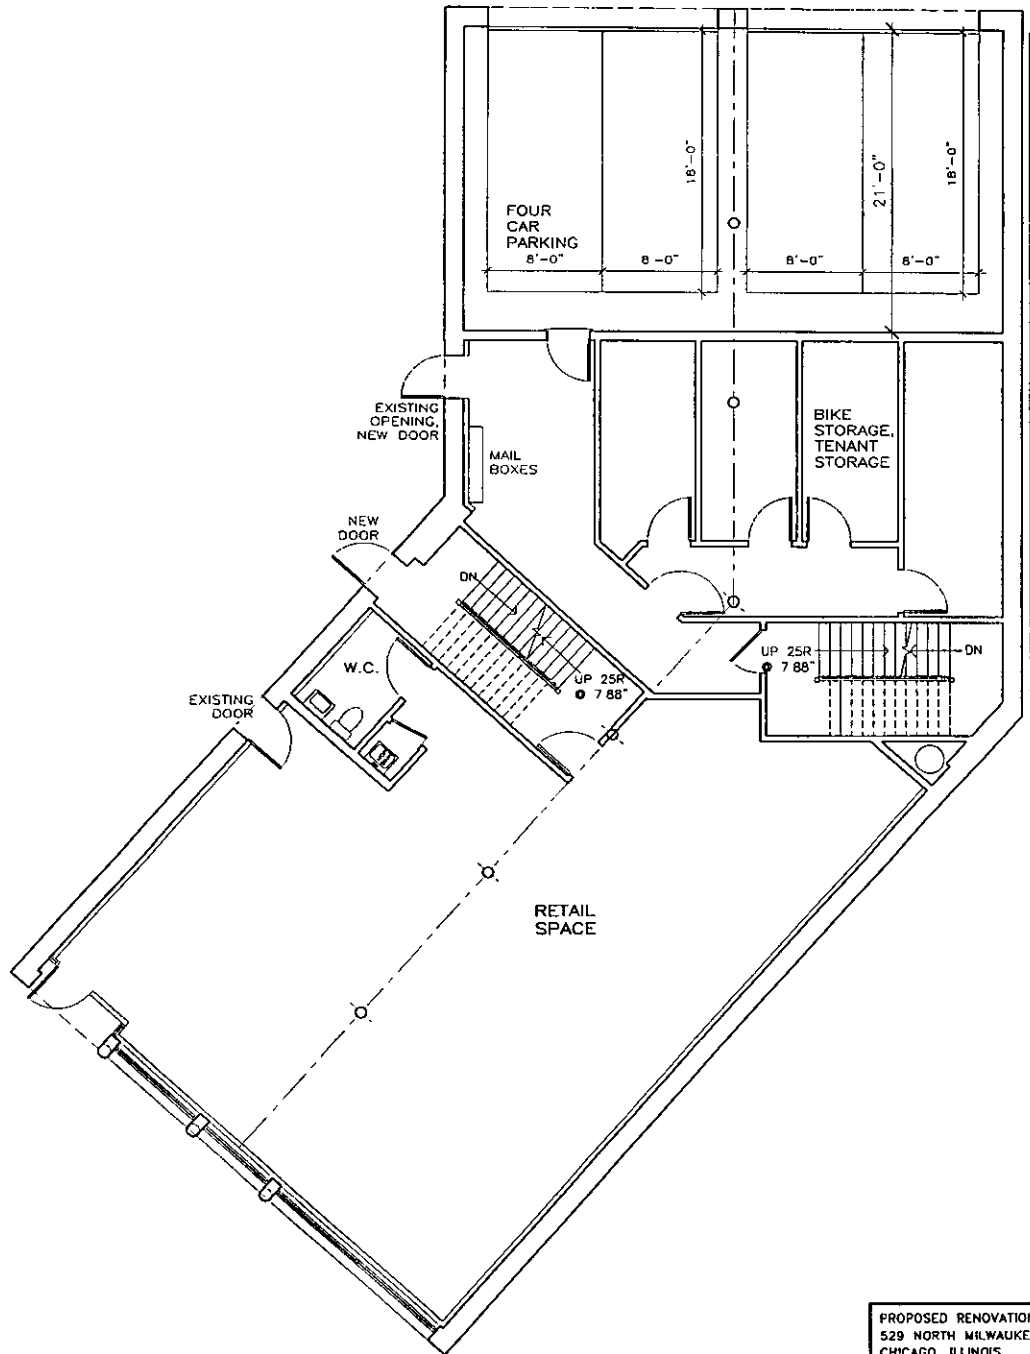 18'-0"
21'-0"
18'-0"
FOUR
CAR
PARKING
8'-0"
8 -0"
8'-0"
8'-0"
EXISTING
OPENING,
NEW DOOR
MAIL
BOXES
BIKE
STORAGE,
TENANT
STORAGE
NEW
DOOR
DN
W.C.
UP 25R
@ 7 88"
UP 25R
@ 7 88"
DN
EXISTING
DOOR
RETAIL
SPACE
PROPOSED RENOVATION
529 NORTH MILWAUKE
CHICAGO, ILLINOIS